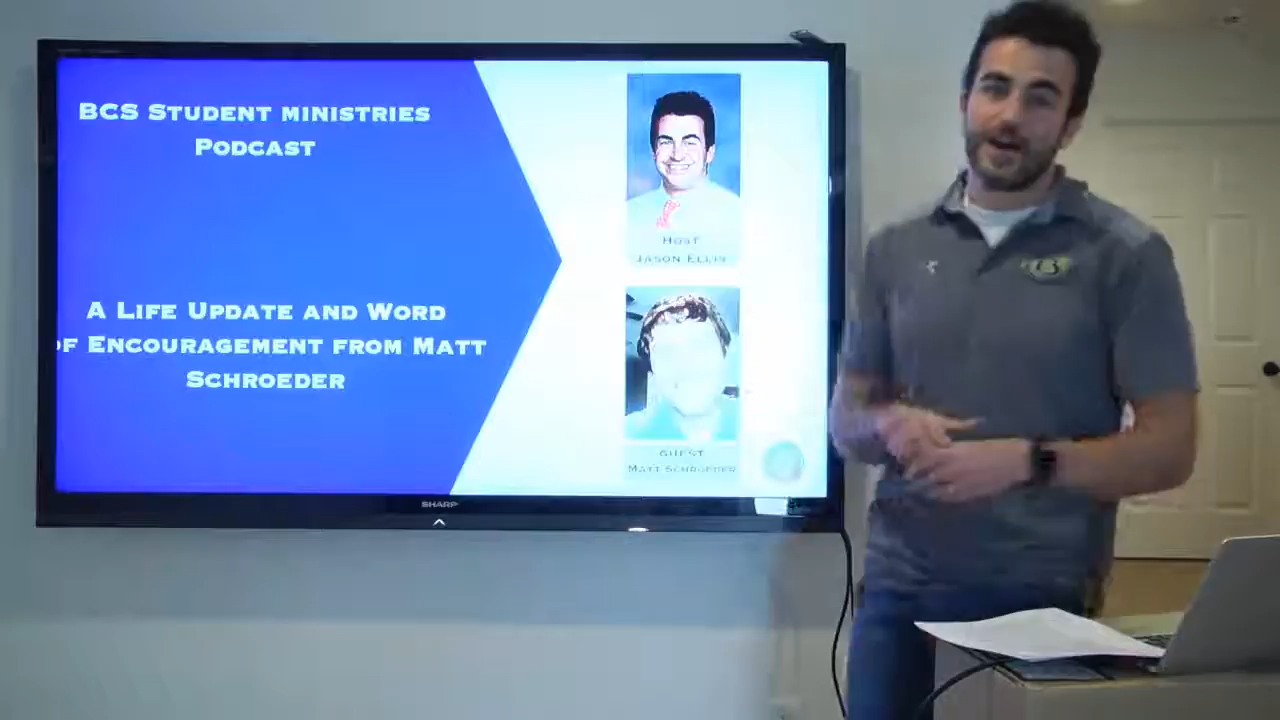 BCS Student ministries
Podcast
A Life Update and Word
of Encouragement from Matt
Schroeder
Host
Jason Ellis
Guest
Matt Schroeder
SHARP